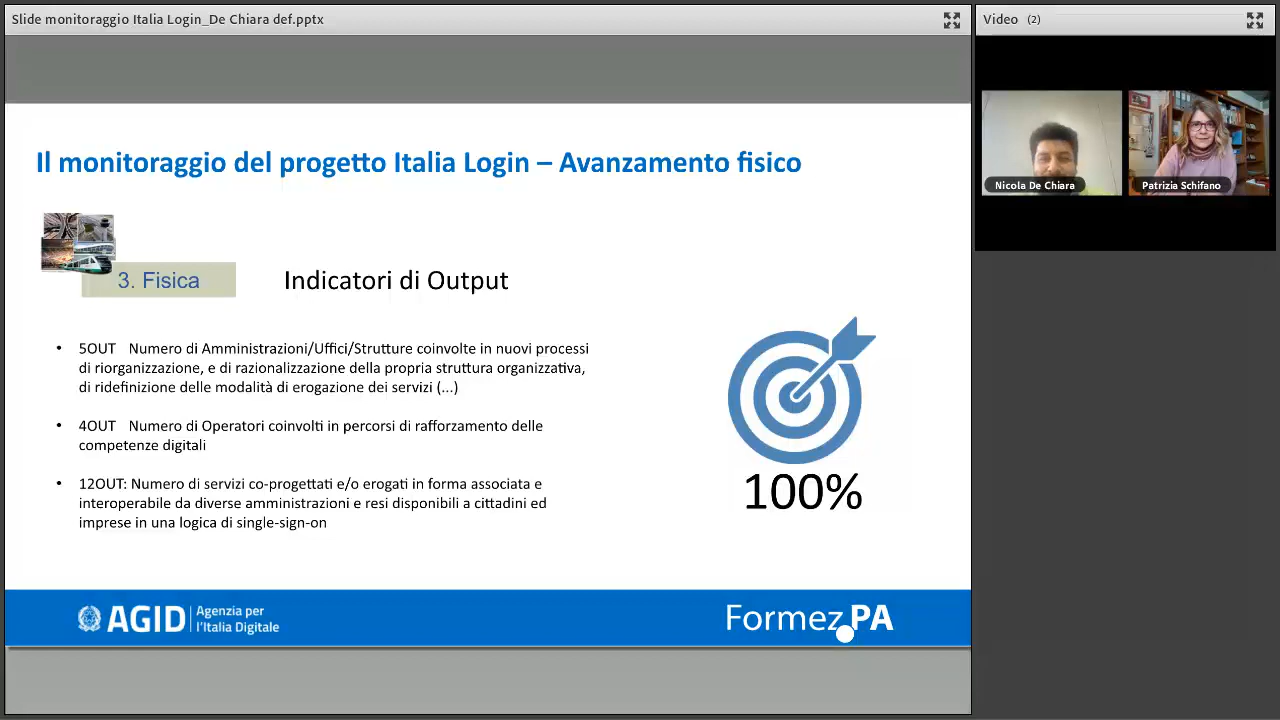 Slide monitoraggio Italia Login_De Chiara def.pptx
Video (2)
Nicola De Chiara
Patrizia Schifano
Il monitoraggio del progetto Italia Login – Avanzamento fisico
3. Fisica
Indicatori di Output
• 5OUT Numero di Amministrazioni/Uffici/Strutture coinvolte in nuovi processi
di riorganizzazione, e di razionalizzazione della propria struttura organizzativa,
di ridefinizione delle modalità di erogazione dei servizi (...)
• 4OUT Numero di Operatori coinvolti in percorsi di rafforzamento delle
competenze digitali
• 12OUT: Numero di servizi co-progettati e/o erogati in forma associata e
interoperabile da diverse amministrazioni e resi disponibili a cittadini ed
imprese in una logica di single-sign-on
100%
AGID
Agenzia per
l'Italia Digitale
Formez PA